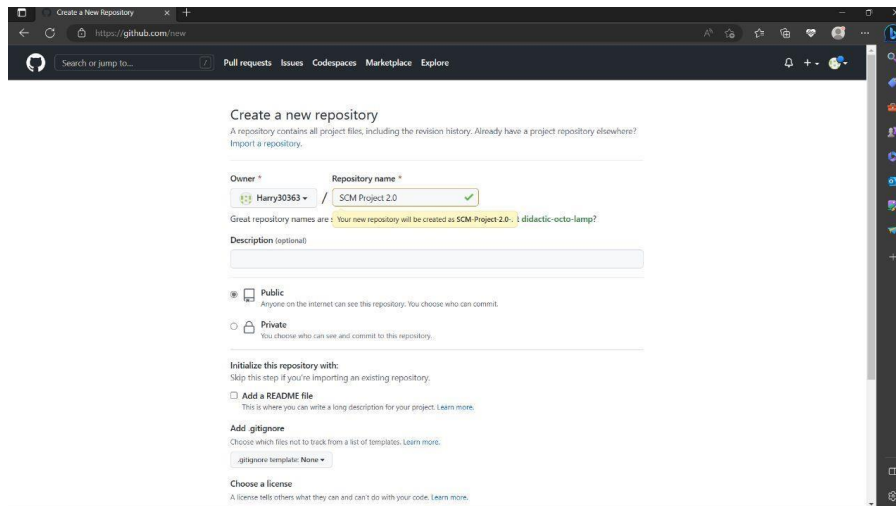 Create a New Repository
https://github.com/new
Search or jump to...
/
Pull requests Issues Codespaces Marketplace Explore
Create a new repository
A repository contains all project files, including the revision history. Already have a project repository elsewhere?
Import a repository.
Owner * Repository name *
Harry30363 / SCM Project 2.0
Great repository names are
Your new repository will be created as SCM-Project-2.0-.
didactic-octo-lamp?
Description (optional)
Public
Anyone on the internet can see this repository. You choose who can commit.
Private
You choose who can see and commit to this repository.
Initialize this repository with:
Skip this step if you're importing an existing repository.
Add a README file
This is where you can write a long description for your project. Learn more.
Add .gitignore
Choose which files not to track from a list of templates. Learn more.
.gitignore template: None
Choose a license
A license tells others what they can and can't do with your code. Learn more.